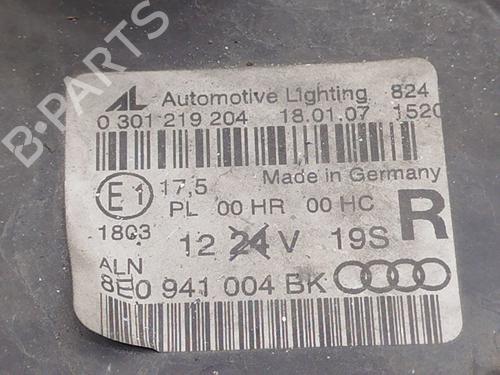 B-PARTS
AL Automotive Lighting 824
0 301 219 204 18.01.07 1520
E1 17,5 Made in Germany
PL 00 HR 00 HC R
1803 12 24 V 19S
ALN
8E0 941 004 BK